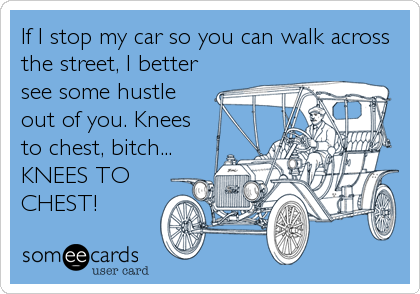 If I stop my car so you can walk across
the street, I better
see some hustle
out of you. Knees
to chest, bitch...
KNEES TO
CHEST!
someecards
user card